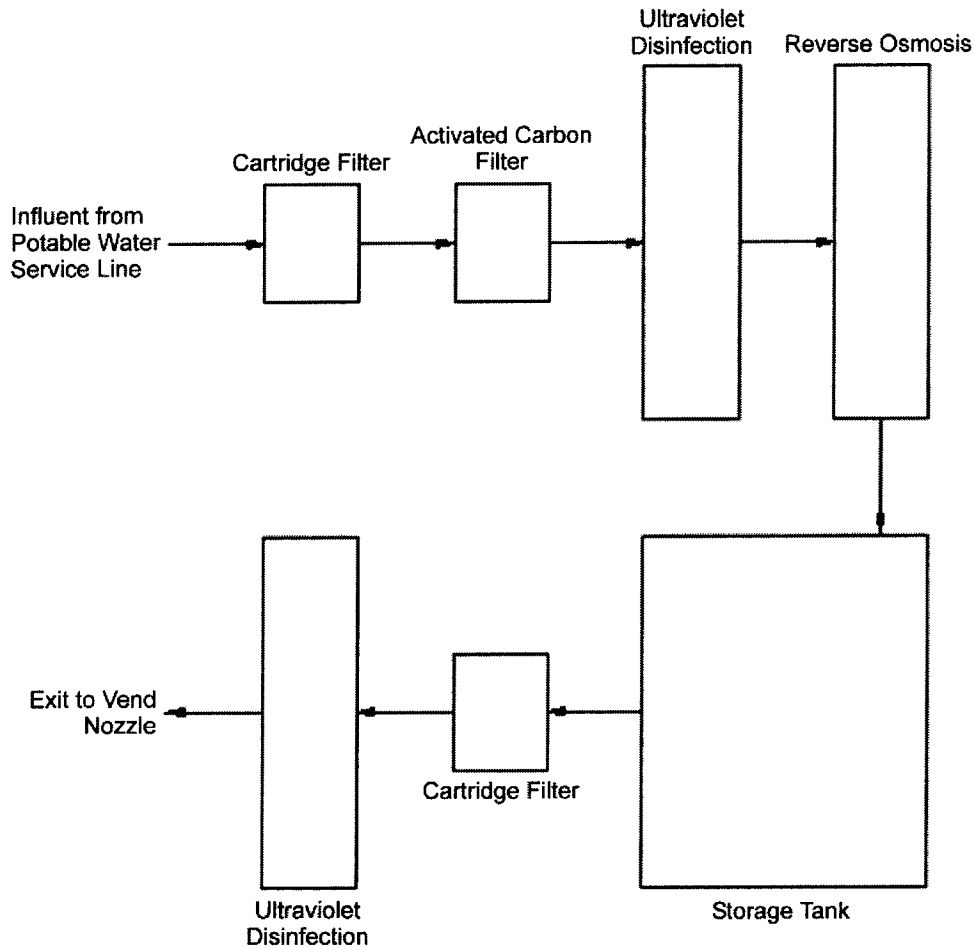 Ultraviolet
Disinfection
Reverse Osmosis
Activated Carbon
Filter
Cartridge Filter
Influent from
Potable Water
Service Line
Exit to Vend
Nozzle
Cartridge Filter
Ultraviolet
Disinfection
Storage Tank